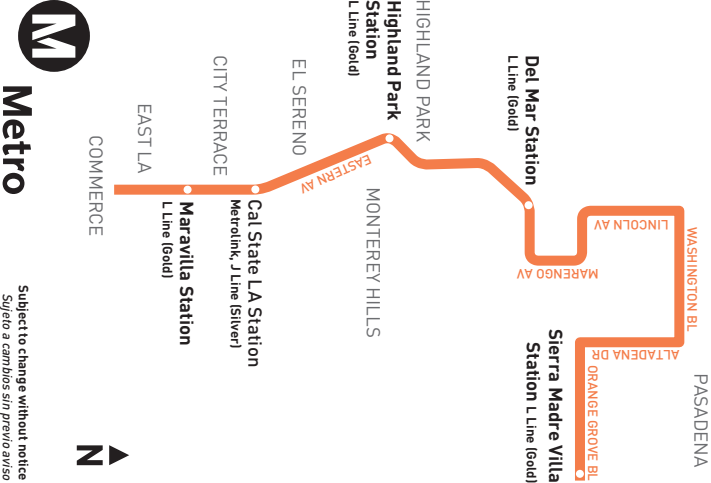 PASADENA
WASHINGTON BL
LINCOLN AV
ALTADENA DR
ORANGE GROVE BL
MARENGO AV
Sierra Madre Villa
Station L Line (Gold)
Del Mar Station
L Line (Gold)
HIGHLAND PARK
Highland Park
Station
L Line (Gold)
EASTERN AV
MONTEREY HILLS
EL SERENO
Cal State LA Station
Metrolink, J Line (Silver)
CITY TERRACE
Maravilla Station
L Line (Gold)
EAST LA
COMMERCE
N
M
Metro
Subject to change without notice
Sujeto a cambios sin previo aviso